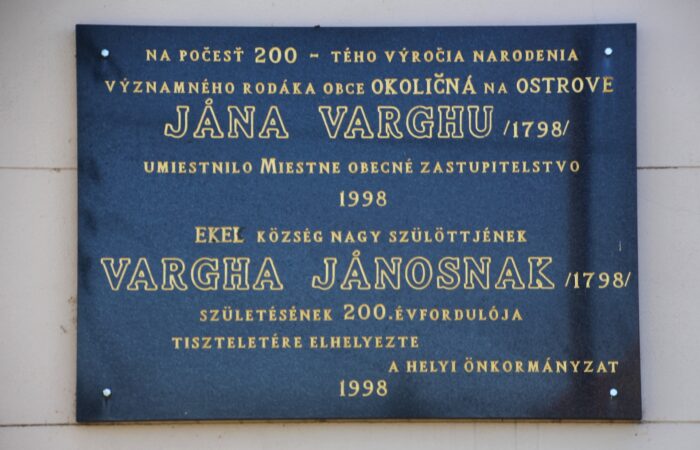 NA POČESŤ 200 - TÉHO VÝROČIA NARODENIA
VÝZNAMNÉHO RODÁKA OBCE OKOLIČNÁ NA OSTROVE
JÁNA VARGHU /1798/
UMIESTNILO MIESTNE OBECNÉ ZASTUPITELSTVO
1998
EKEL KÖZSÉG NAGY SZÜLÖTTJÉNEK
VARGHA JÁNOSNAK /1798/
SZÜLETÉSÉNEK 200.ÉVFORDULÓJA
TISZTELETÉRE ELHELYEZTE
A HELYI ÖNKORMÁNYZAT
1998